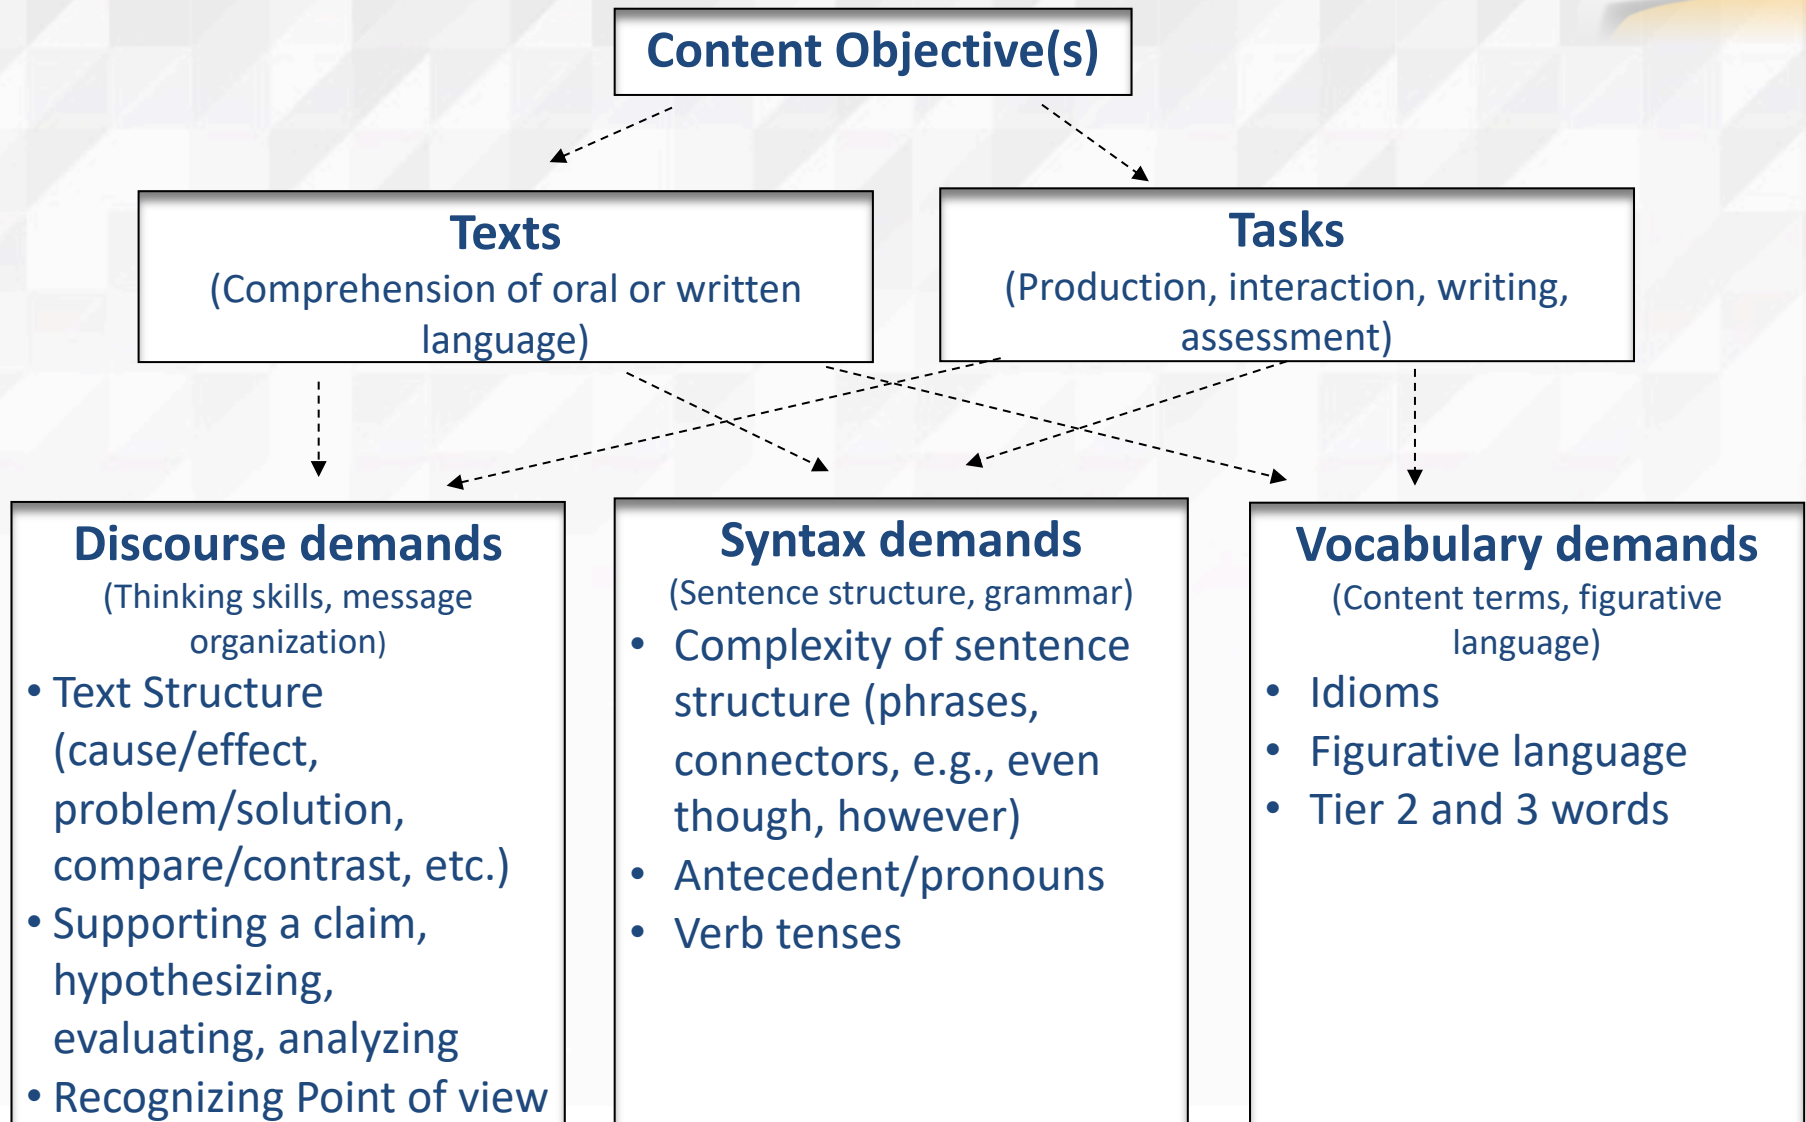 Content Objective(s)
Texts
(Comprehension of oral or written
language)
Tasks
(Production, interaction, writing,
assessment)
Discourse demands
(Thinking skills, message
organization)
• Text Structure
(cause/effect,
problem/solution,
compare/contrast, etc.)
• Supporting a claim,
hypothesizing,
evaluating, analyzing
• Recognizing Point of view
Syntax demands
(Sentence structure, grammar)
• Complexity of sentence
structure (phrases,
connectors, e.g., even
though, however)
• Antecedent/pronouns
• Verb tenses
Vocabulary demands
(Content terms, figurative
language)
• Idioms
• Figurative language
• Tier 2 and 3 words